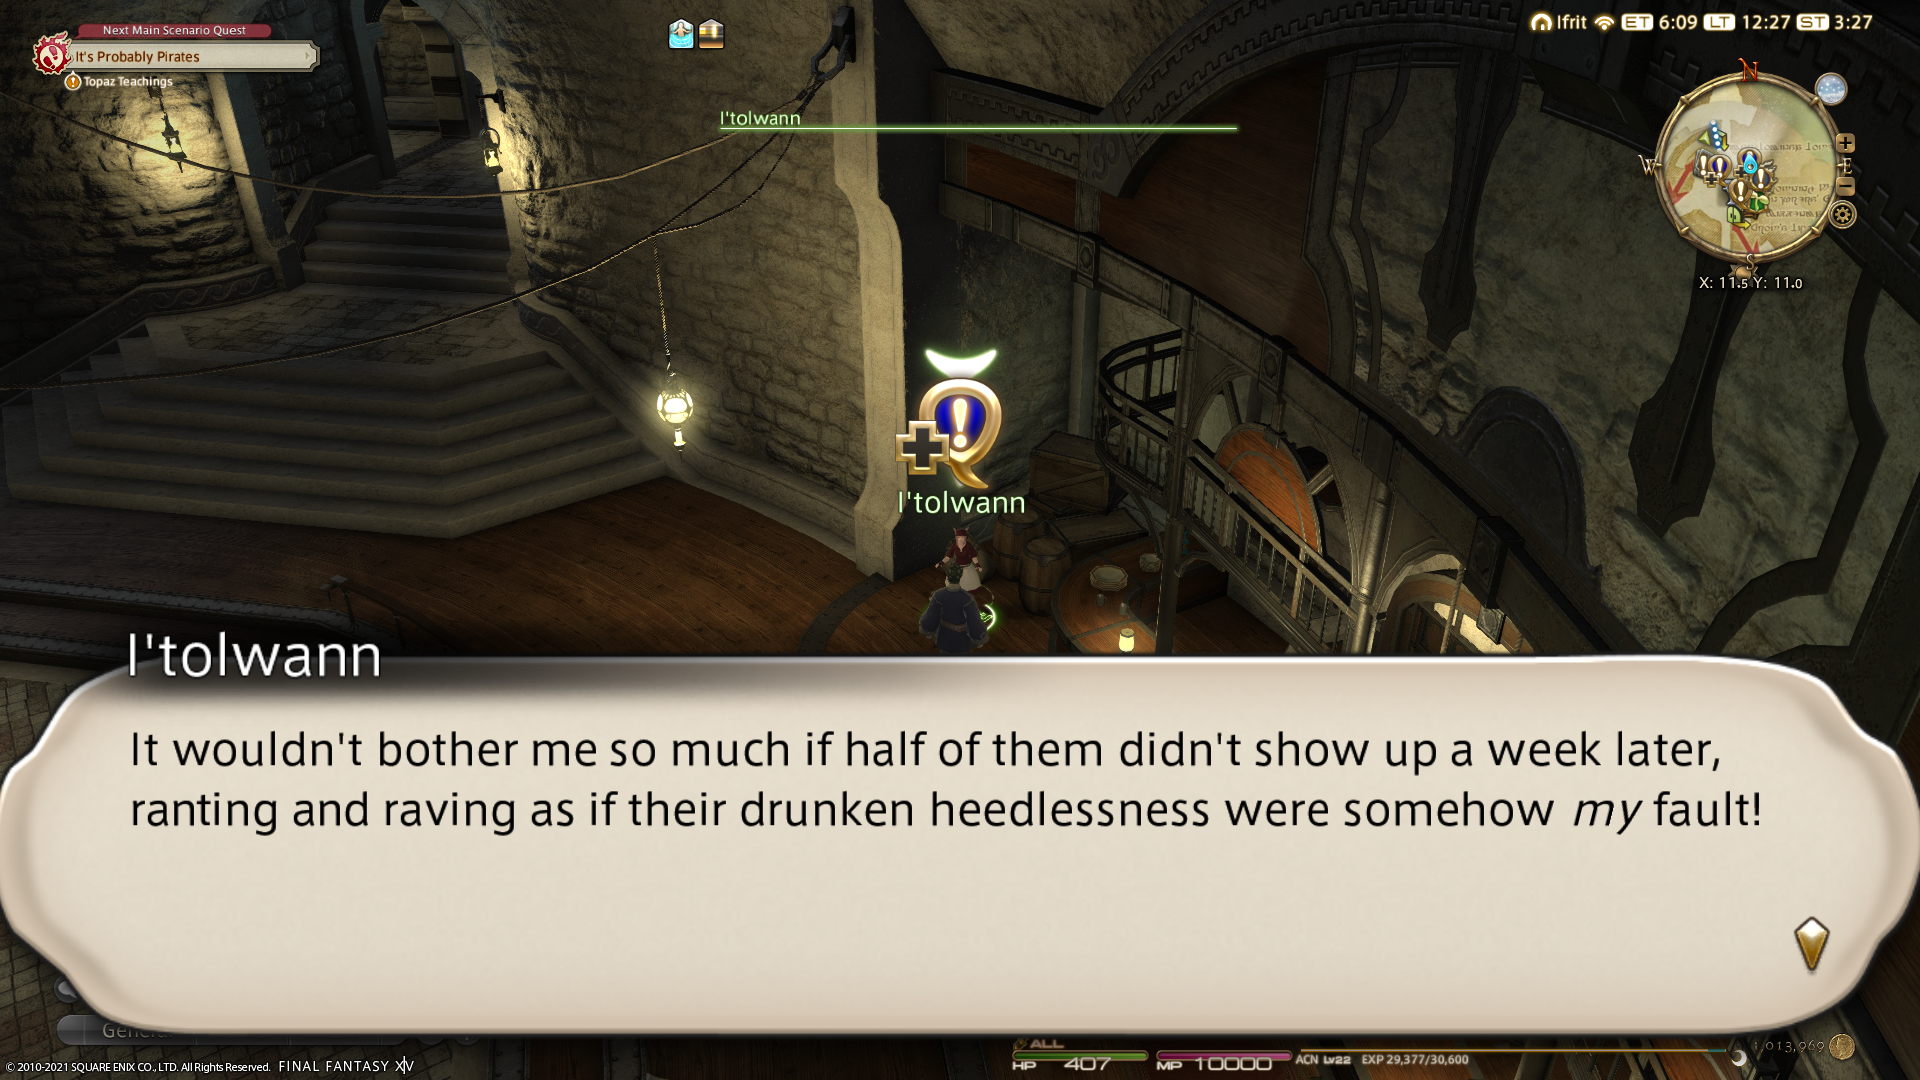 Next Main Scenario Quest
It's Probably Pirates
Topaz Teachings
Ifrit ET 6:09 LT 12:27 ST 3:27
I'tolwann
N
W
E
S
X: 11.5 Y: 11.0
I'tolwann
I'tolwann
It wouldn't bother me so much if half of them didn't show up a week later,
ranting and raving as if their drunken heedlessness were somehow my fault!
ALL
HP 407 MP 10000 ACN Lv22 EXP 29,377/30,600
1,013,969
© 2010-2021 SQUARE ENIX CO., LTD. All Rights Reserved. FINAL FANTASY XIV